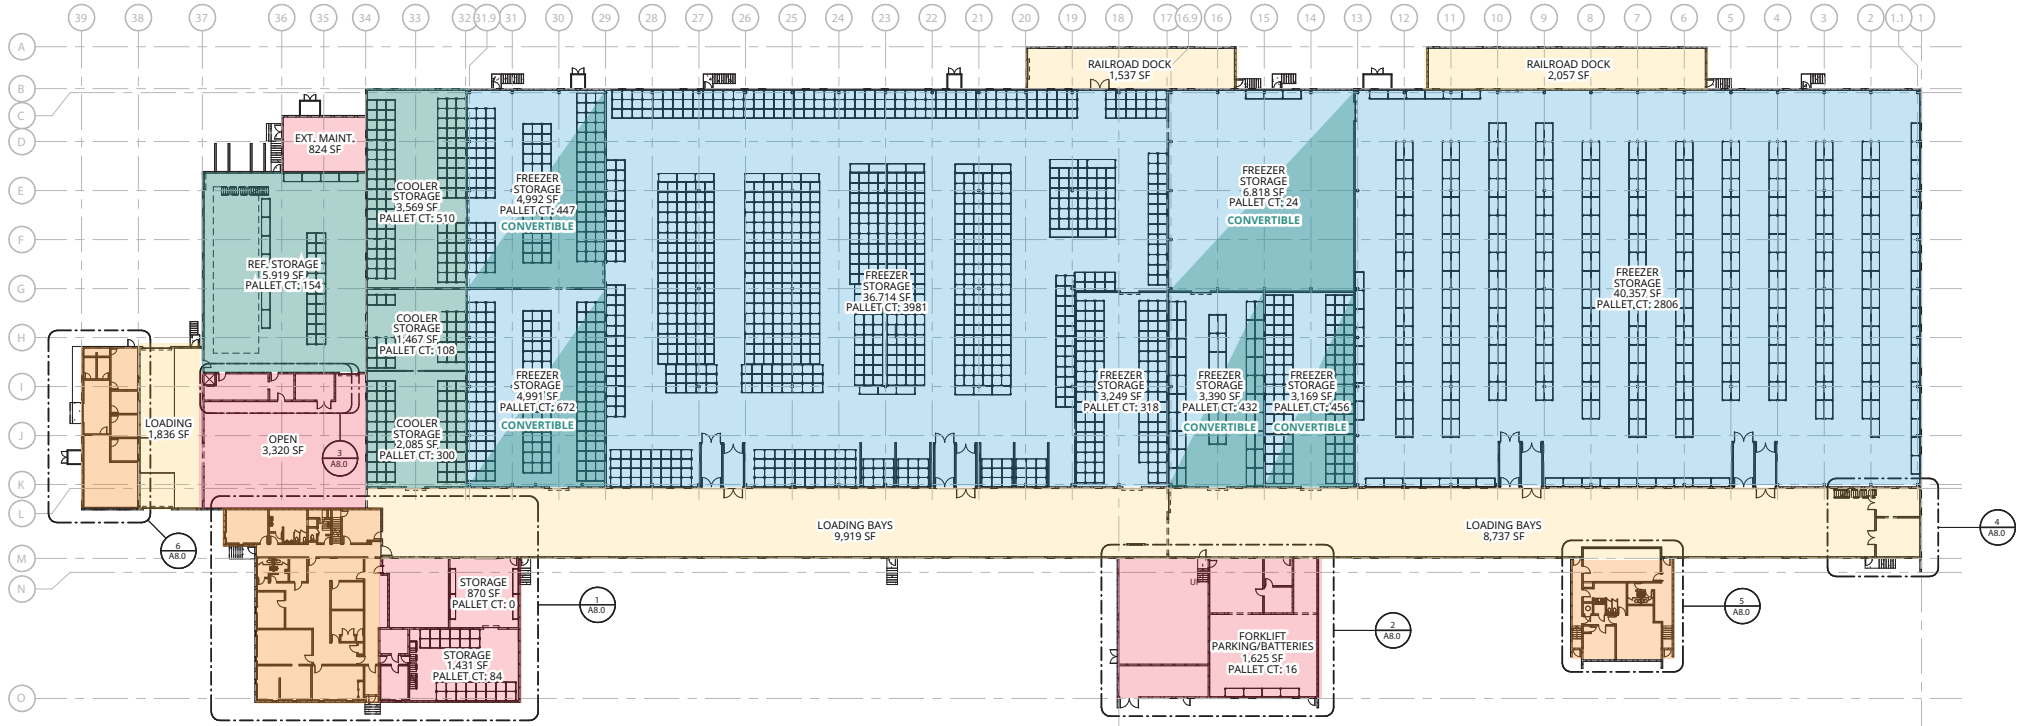 39 38 37 36 35 34 33 32 31.9 31 30 29 28 27 26 25 24 23 22 21 20 19 18 17 16.9 16 15 14 13 12 11 10 9 8 7 6 5 4 3 2 1.1 1
A
B
C
D
E
F
G
H
I
J
K
L
M
N
O
RAILROAD DOCK
1,537 SF
RAILROAD DOCK
2,057 SF
EXT. MAINT.
824 SF
COOLER
STORAGE
3,569 SF
PALLET CT: 510
FREEZER
STORAGE
4,992 SF
PALLET CT: 447
CONVERTIBLE
FREEZER
STORAGE
6.818 SF
PALLET CT: 24
CONVERTIBLE
REF. STORAGE
5.919 SF
PALLET CT: 154
FREEZER
STORAGE
36.714 SF
PALLET CT: 3981
FREEZER
STORAGE
40,357 SF
PALLET CT: 2806
COOLER
STORAGE
1,467 SF
PALLET CT: 108
FREEZER
STORAGE
4,991 SF
PALLET CT: 672
CONVERTIBLE
FREEZER
STORAGE
3,249 SF
PALLET CT: 318
FREEZER
STORAGE
3,390 SF
PALLET CT: 432
CONVERTIBLE
FREEZER
STORAGE
3,169 SF
PALLET CT: 456
CONVERTIBLE
LOADING
1,836 SF
OPEN
3,320 SF
3
A8.0
COOLER
STORAGE
2,085 SF
PALLET CT: 300
LOADING BAYS
9,919 SF
LOADING BAYS
8,737 SF
4
A8.0
6
A8.0
STORAGE
870 SF
PALLET CT: 0
1
A8.0
UP
5
A8.0
2
A8.0
FORKLIFT
PARKING/BATTERIES
1,625 SF
PALLET CT: 16
STORAGE
1,431 SF
PALLET CT: 84